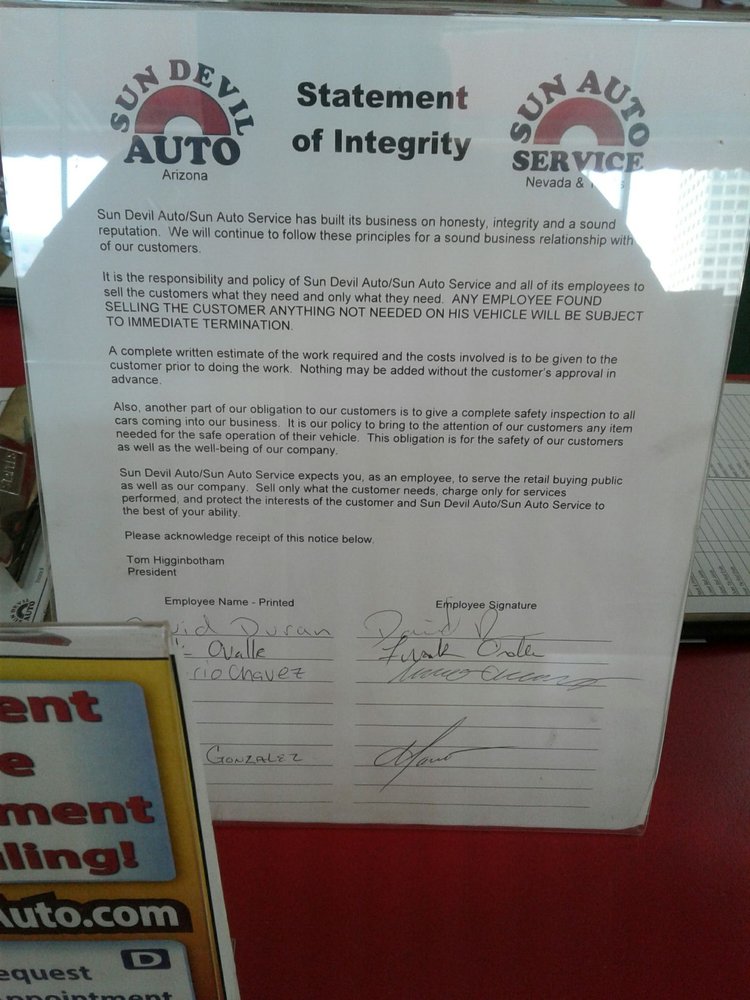 SUN DEVIL
AUTO
Arizona
Statement
of Integrity
SUN AUTO
SERVICE
Nevada &
Sun Devil Auto/Sun Auto Service has built its business on honesty, integrity and a sound
reputation. We will continue to follow these principles for a sound business relationship with
of our customers.
It is the responsibility and policy of Sun Devil Auto/Sun Auto Service and all of its employees to
sell the customers what they need and only what they need. ANY EMPLOYEE FOUND
SELLING THE CUSTOMER ANYTHING NOT NEEDED ON HIS VEHICLE WILL BE SUBJECT
TO IMMEDIATE TERMINATION.
A complete written estimate of the work required and the costs involved is to be given to the
customer prior to doing the work. Nothing may be added without the customer's approval in
advance.
Also, another part of our obligation to our customers is to give a complete safety inspection to all
cars coming into our business. It is our policy to bring to the attention of our customers any item
needed for the safe operation of their vehicle. This obligation is for the safety of our customers
as well as the well-being of our company.
Sun Devil Auto/Sun Auto Service expects you, as an employee, to serve the retail buying public
as well as our company. Sell only what the customer needs, charge only for services
performed, and protect the interests of the customer and Sun Devil Auto/Sun Auto Service to
the best of your ability.
Please acknowledge receipt of this notice below.
Tom Higginbotham
President
Employee Name - Printed
Employee Signature
Duran
David D
Ovalle
Frank
rio Chavez
GONZALEZ
ent
e
ment
ling!
Auto.com
D
equest
ppointment
AUTO